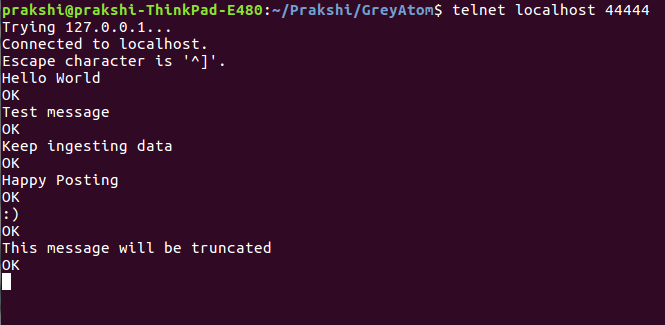 prakshi@prakshi-ThinkPad-E480:~/Prakshi/GreyAtom$ telnet localhost 44444
Trying 127.0.0.1...
Connected to localhost.
Escape character is '^]'.
Hello World
OK
Test message
OK
Keep ingesting data
OK
Happy Posting
OK
:)
OK
This message will be truncated
OK